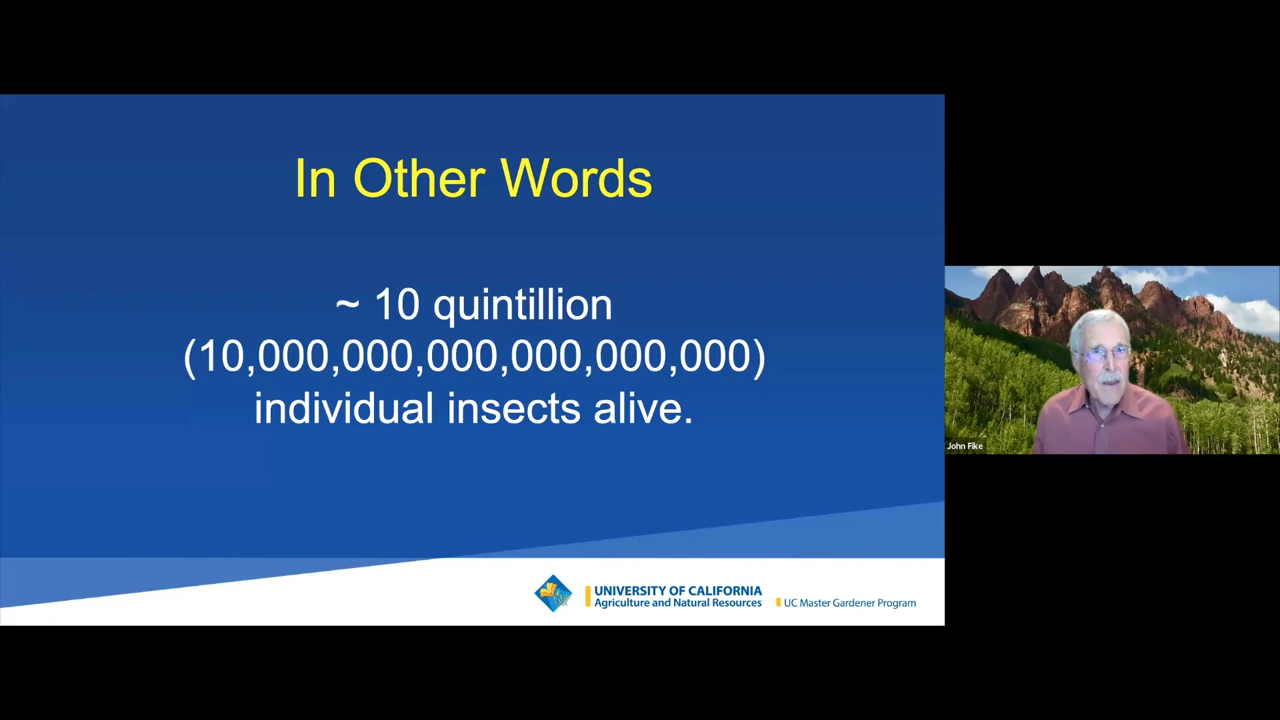 In Other Words
~ 10 quintillion
(10,000,000,000,000,000,000)
individual insects alive.
John Fike
UNIVERSITY OF CALIFORNIA
Agriculture and Natural Resources
UC Master Gardener Program